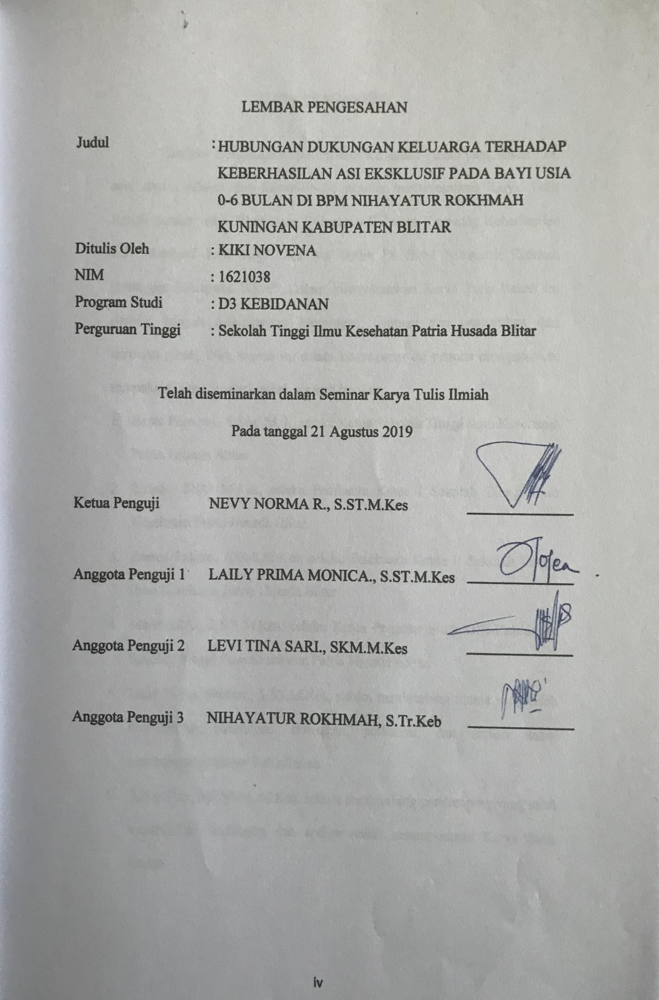 LEMBAR PENGESAHAN
Judul : HUBUNGAN DUKUNGAN KELUARGA TERHADAP
KEBERHASILAN ASI EKSKLUSIF PADA BAYI USIA
0-6 BULAN DI BPM NIHAYATUR ROKHMAH
KUNINGAN KABUPATEN BLITAR
Ditulis Oleh : KIKI NOVENA
NIM : 1621038
Program Studi : D3 KEBIDANAN
Perguruan Tinggi : Sekolah Tinggi Ilmu Kesehatan Patria Husada Blitar
Telah diseminarkan dalam Seminar Karya Tulis Ilmiah
Pada tanggal 21 Agustus 2019
Ketua Penguji NEVY NORMA R., S.ST.M.Kes
Anggota Penguji 1 LAILY PRIMA MONICA., S.ST.M.Kes
Anggota Penguji 2 LEVI TINA SARI., SKM.M.Kes
Anggota Penguji 3 NIHAYATUR ROKHMAH, S.Tr.Keb
iv